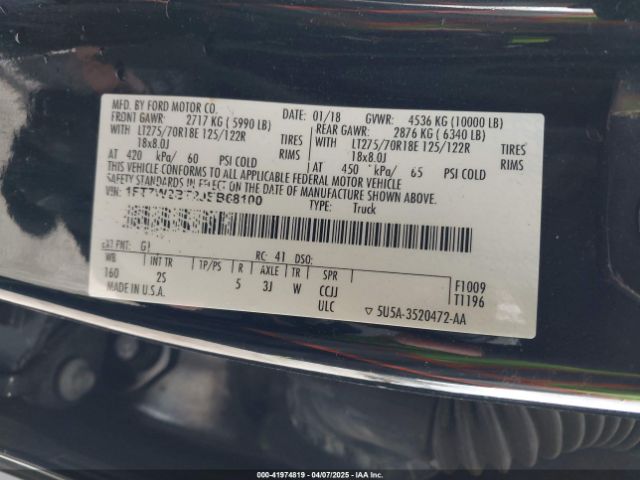 MFD. BY FORD MOTOR CO.
DATE: 01/18 GVWR: 4536 KG (10000 LB)
FRONT GAWR: 2717 KG ( 5990 LB) REAR GAWR: 2876 KG ( 6340 LB)
WITH LT275/70R18E 125/122R TIRES WITH LT275/70R18E 125/122R TIRES
18x8.0J RIMS 18x8.0J RIMS
AT 420 kPa/ 60 PSI COLD AT 450 kPa/ 65 PSI COLD
THIS VEHICLE CONFORMS TO ALL APPLICABLE FEDERAL MOTOR VEHICLE
SAFETY STANDARDS IN EFFECT ON THE DATE OF MANUFACTURE SHOWN ABOVE.
VIN:
TYPE: Truck
EXT PNT: G1 RC: 41 DSO: F1009
WB INT TR TP/PS R AXLE TR SPR T1196
160 25 5 3J W CCJJ
MADE IN U.S.A. ULC ▽ 5U5A-3520472-AA
000-41974819 - 04/07/2025 - IAA Inc.